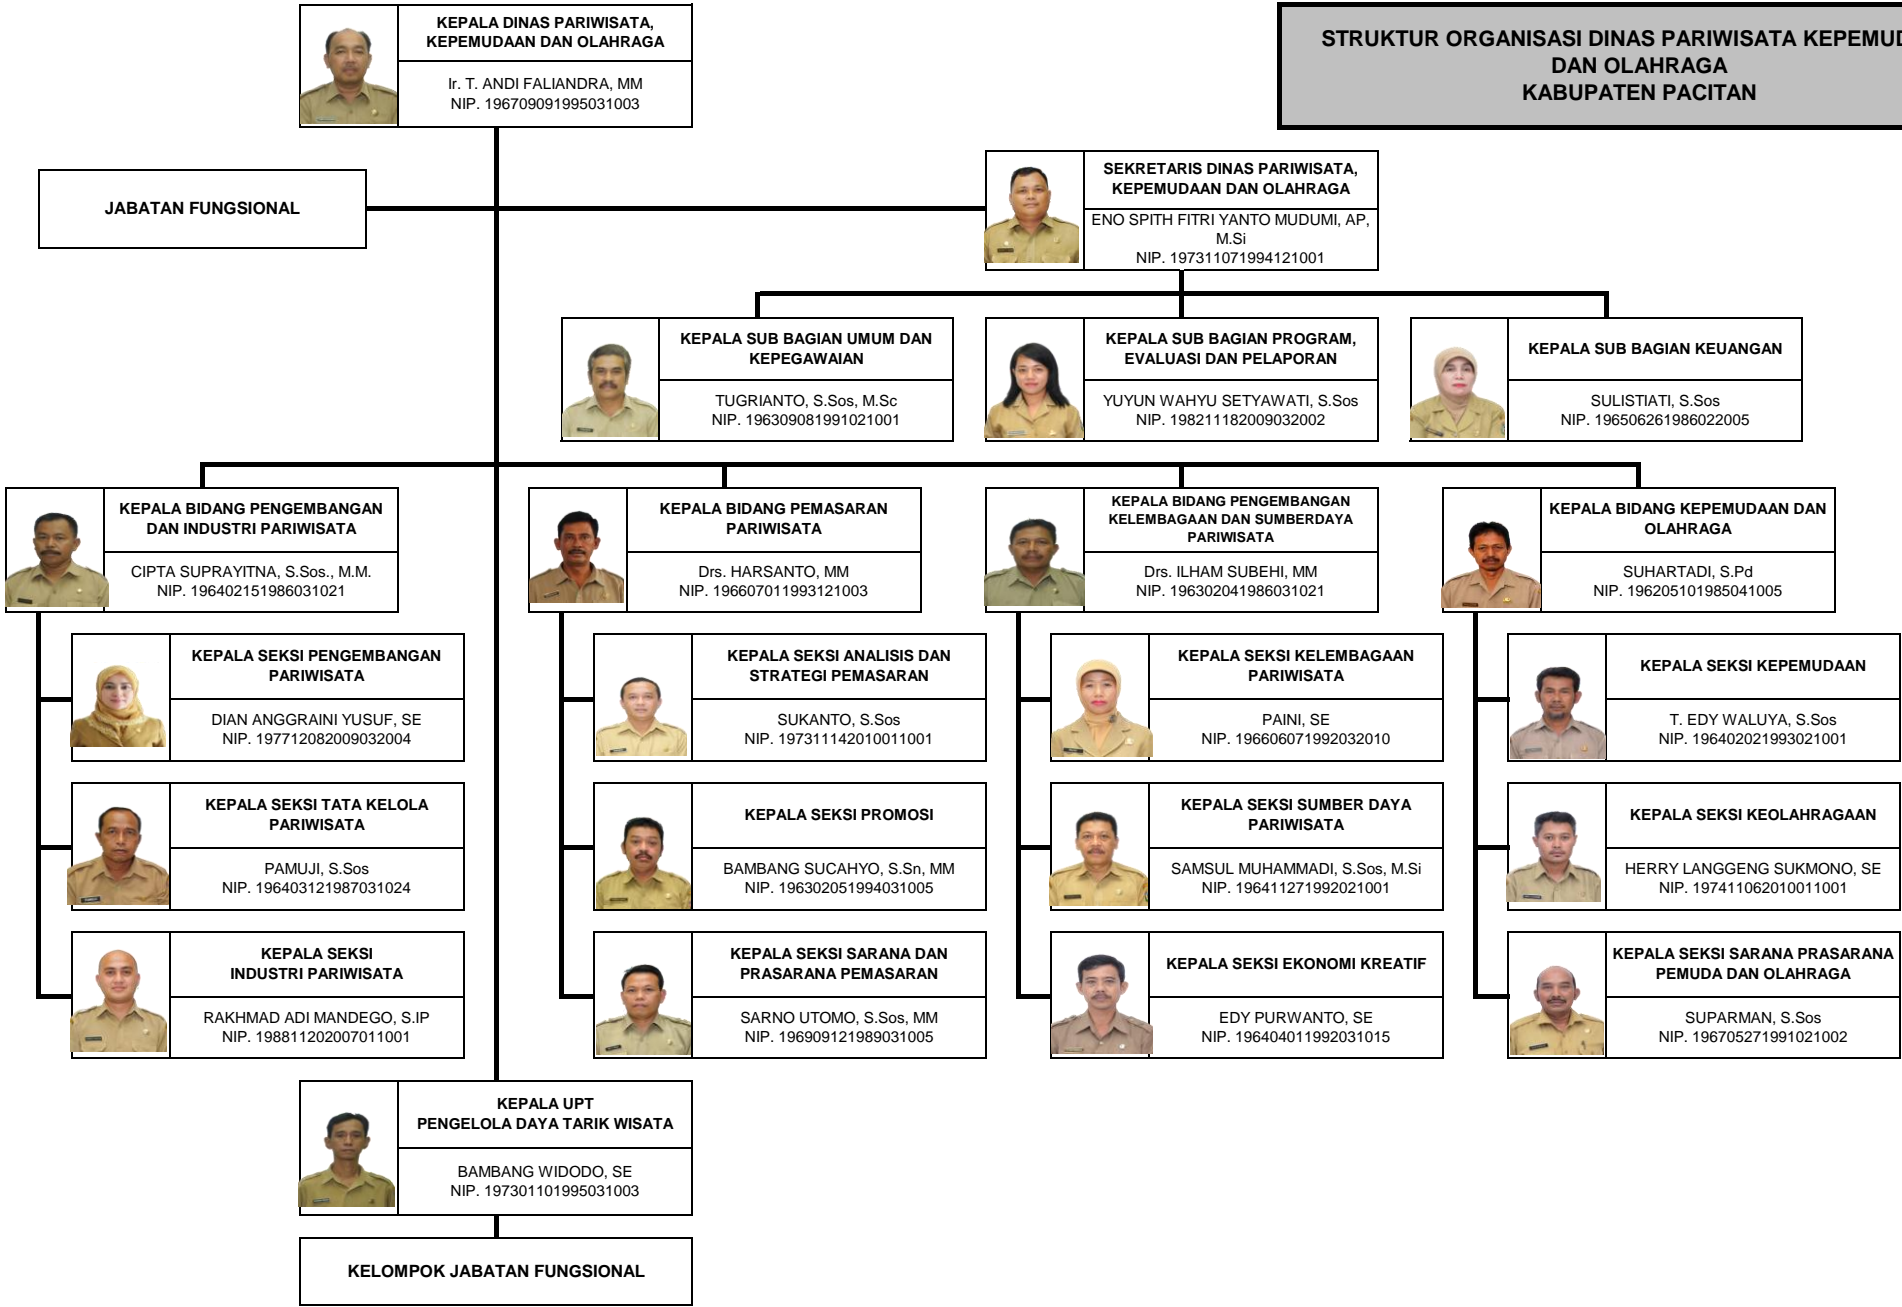 KEPALA DINAS PARIWISATA,
KEPEMUDAAN DAN OLAHRAGA
Ir. T. ANDI FALIANDRA, MM
NIP. 196709091995031003
STRUKTUR ORGANISASI DINAS PARIWISATA KEPEMUD
DAN OLAHRAGA
KABUPATEN PACITAN
JABATAN FUNGSIONAL
SEKRETARIS DINAS PARIWISATA,
KEPEMUDAAN DAN OLAHRAGA
ENO SPITH FITRI YANTO MUDUMI, AP,
M.Si
NIP. 197311071994121001
KEPALA SUB BAGIAN UMUM DAN
KEPEGAWAIAN
TUGRIANTO, S.Sos, M.Sc
NIP. 196309081991021001
KEPALA SUB BAGIAN PROGRAM,
EVALUASI DAN PELAPORAN
YUYUN WAHYU SETYAWATI, S.Sos
NIP. 198211182009032002
KEPALA SUB BAGIAN KEUANGAN
SULISTIATI, S.Sos
NIP. 196506261986022005
KEPALA BIDANG PENGEMBANGAN
DAN INDUSTRI PARIWISATA
CIPTA SUPRAYITNA, S.Sos., M.M.
NIP. 196402151986031021
KEPALA BIDANG PEMASARAN
PARIWISATA
Drs. HARSANTO, MM
NIP. 196607011993121003
KEPALA BIDANG PENGEMBANGAN
KELEMBAGAAN DAN SUMBERDAYA
PARIWISATA
Drs. ILHAM SUBEHI, MM
NIP. 196302041986031021
KEPALA BIDANG KEPEMUDAAN DAN
OLAHRAGA
SUHARTADI, S.Pd
NIP. 196205101985041005
KEPALA SEKSI PENGEMBANGAN
PARIWISATA
DIAN ANGGRAINI YUSUF, SE
NIP. 197712082009032004
KEPALA SEKSI ANALISIS DAN
STRATEGI PEMASARAN
SUKANTO, S.Sos
NIP. 197311142010011001
KEPALA SEKSI KELEMBAGAAN
PARIWISATA
PAINI, SE
NIP. 196606071992032010
KEPALA SEKSI KEPEMUDAAN
T. EDY WALUYA, S.Sos
NIP. 196402021993021001
KEPALA SEKSI TATA KELOLA
PARIWISATA
PAMUJI, S.Sos
NIP. 196403121987031024
KEPALA SEKSI PROMOSI
BAMBANG SUCAHYO, S.Sn, MM
NIP. 196302051994031005
KEPALA SEKSI SUMBER DAYA
PARIWISATA
SAMSUL MUHAMMADI, S.Sos, M.Si
NIP. 196411271992021001
KEPALA SEKSI KEOLAHRAGAAN
HERRY LANGGENG SUKMONO, SE
NIP. 197411062010011001
KEPALA SEKSI
INDUSTRI PARIWISATA
RAKHMAD ADI MANDEGO, S.IP
NIP. 198811202007011001
KEPALA SEKSI SARANA DAN
PRASARANA PEMASARAN
SARNO UTOMO, S.Sos, MM
NIP. 196909121989031005
KEPALA SEKSI EKONOMI KREATIF
EDY PURWANTO, SE
NIP. 196404011992031015
KEPALA SEKSI SARANA PRASARANA
PEMUDA DAN OLAHRAGA
SUPARMAN, S.Sos
NIP. 196705271991021002
KEPALA UPT
PENGELOLA DAYA TARIK WISATA
BAMBANG WIDODO, SE
NIP. 197301101995031003
KELOMPOK JABATAN FUNGSIONAL